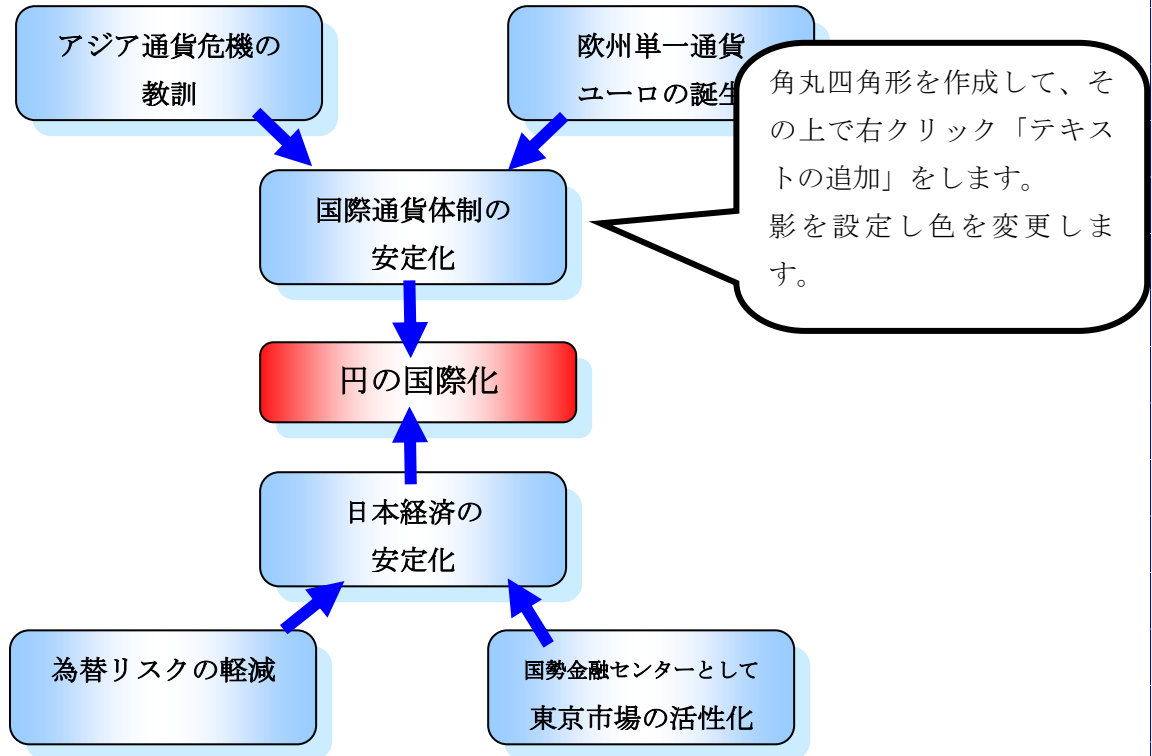 アジア通貨危機の
教訓
欧州単一通貨
ユーロの誕生
角丸四角形を作成して、そ
の上で右クリック「テキス
トの追加」をします。
影を設定し色を変更しま
す。
国際通貨体制の
安定化
円の国際化
日本経済の
安定化
為替リスクの軽減
国勢金融センターとして
東京市場の活性化